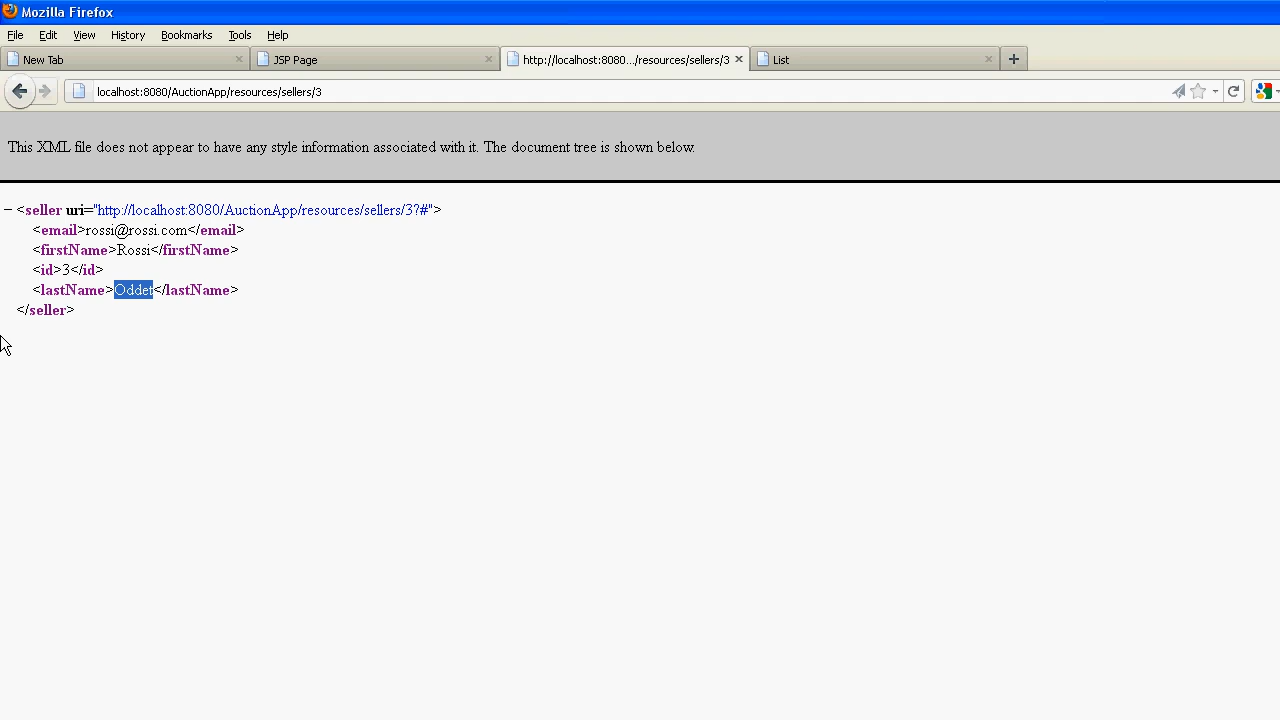 Mozilla Firefox
File Edit View History Bookmarks Tools Help
New Tab JSP Page http://localhost:8080.../resources/sellers/3 List
localhost:8080/AuctionApp/resources/sellers/3
This XML file does not appear to have any style information associated with it. The document tree is shown below.
−<seller uri="http://localhost:8080/AuctionApp/resources/sellers/3?#">
<email>rossi@rossi.com</email>
<firstName>Rossi</firstName>
<id>3</id>
<lastName>Oddet</lastName>
</seller>